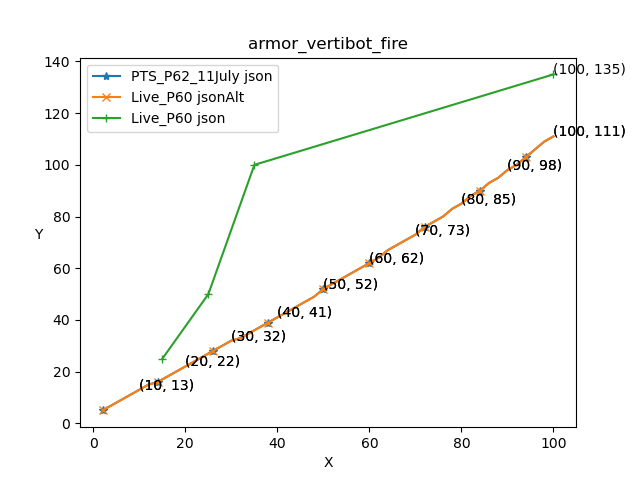 armor_vertibot_fire
PTS_P62_11July json
Live_P60 jsonAlt
Live_P60 json
140
120
100
80
60
40
20
0
Y
(100, 135)
(100, 111)
(90, 98)
(80, 85)
(70, 73)
(60, 62)
(50, 52)
(40, 41)
(30, 32)
(20, 22)
(10, 13)
0 20 40 60 80 100
X